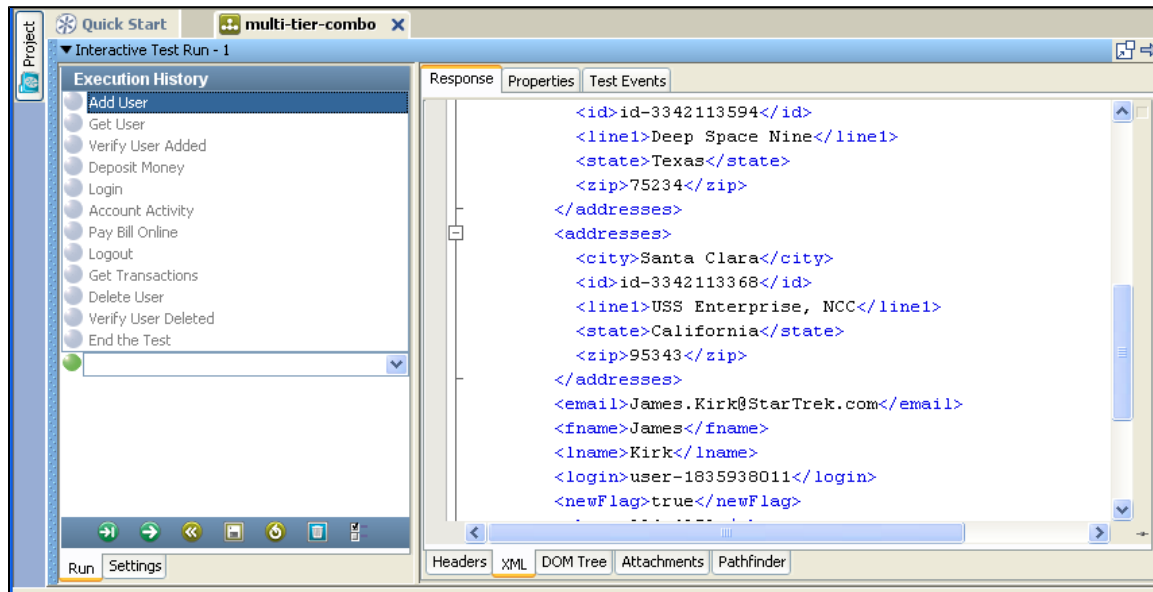 Project
Quick Start
multi-tier-combo
Interactive Test Run - 1
Execution History
Add User
Get User
Verify User Added
Deposit Money
Login
Account Activity
Pay Bill Online
Logout
Get Transactions
Delete User
Verify User Deleted
End the Test
Run Settings
Response Properties Test Events
<id>id-3342113594</id>
<line1>Deep Space Nine</line1>
<state>Texas</state>
<zip>75234</zip>
</addresses>
<addresses>
<city>Santa Clara</city>
<id>id-3342113368</id>
<line1>USS Enterprise, NCC</line1>
<state>California</state>
<zip>95343</zip>
</addresses>
<email>James.Kirk@StarTrek.com</email>
<fname>James</fname>
<lname>Kirk</lname>
<login>user-1835938011</login>
<newFlag>true</newFlag>
Headers XML DOM Tree Attachments Pathfinder